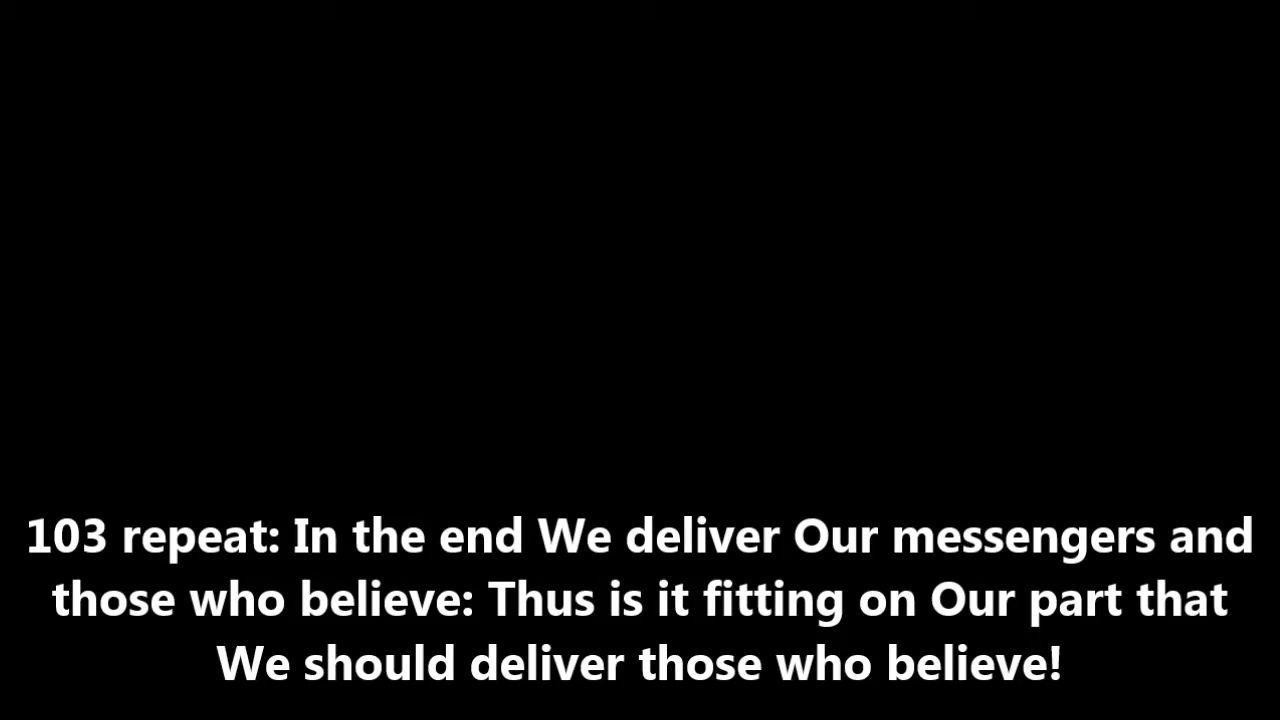 103 repeat: In the end We deliver Our messengers and
those who believe: Thus is it fitting on Our part that
We should deliver those who believe!